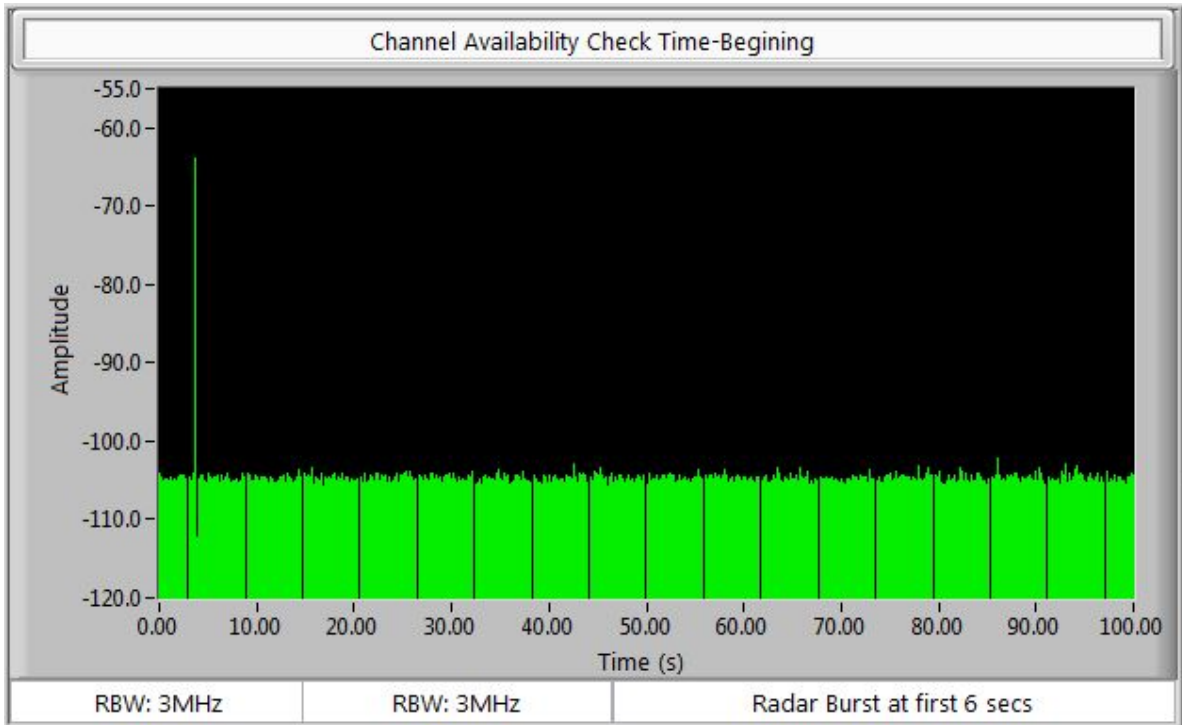 Channel Availability Check Time-Begining
-55.0
-60.0
-70.0
-80.0
-90.0
-100.0
-110.0
-120.0
Amplitude
0.00 10.00 20.00 30.00 40.00 50.00 60.00 70.00 80.00 90.00 100.00
Time (s)
RBW: 3MHz RBW: 3MHz Radar Burst at first 6 secs